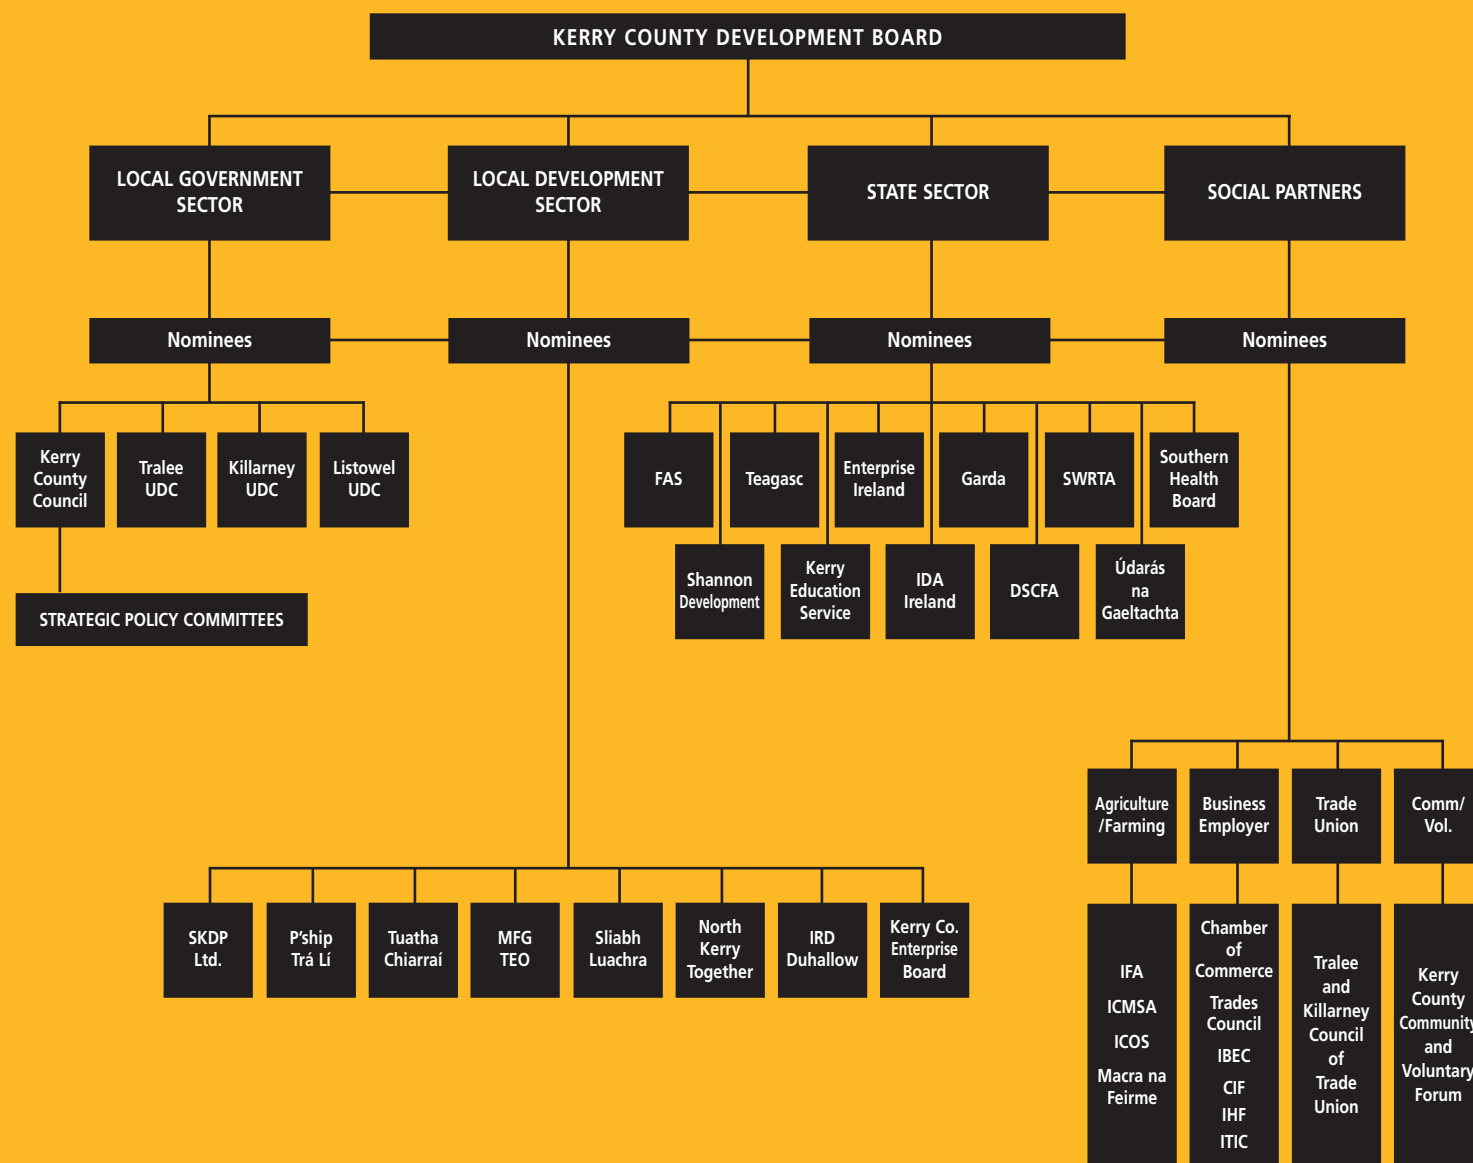 KERRY COUNTY DEVELOPMENT BOARD
LOCAL GOVERNMENT
SECTOR
LOCAL DEVELOPMENT
SECTOR
STATE SECTOR
SOCIAL PARTNERS
Nominees
Nominees
Nominees
Nominees
Kerry
County
Council
Tralee
UDC
Killarney
UDC
Listowel
UDC
FAS
Teagasc
Enterprise
Ireland
Garda
SWRTA
Southern
Health
Board
Shannon
Development
Kerry
Education
Service
IDA
Ireland
DSCFA
Údarás
na
Gaeltachta
STRATEGIC POLICY COMMITTEES
Agriculture
/Farming
Business
Employer
Trade
Union
Comm/
Vol.
SKDP
Ltd.
P'ship
Trá Lí
Tuatha
Chiarraí
MFG
TEO
Sliabh
Luachra
North
Kerry
Together
IRD
Duhallow
Kerry Co.
Enterprise
Board
IFA
ICMSA
ICOS
Macra na
Feirme
Chamber
of
Commerce
Trades
Council
IBEC
CIF
IHF
ITIC
Tralee
and
Killarney
Council
of
Trade
Union
Kerry
County
Community
and
Voluntary
Forum